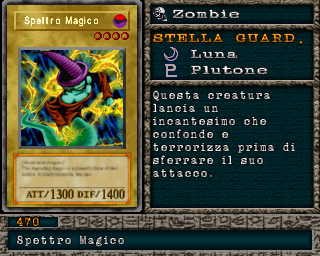 Spettro Magico
ATT/1300 DIF/1400
Zombie
STELLA GUARD.
Luna
Plutone
Questa creatura
lancia un
incantesimo che
confonde e
terrorizza prima di
sferrare il suo
attacco.
470
Spettro Magico